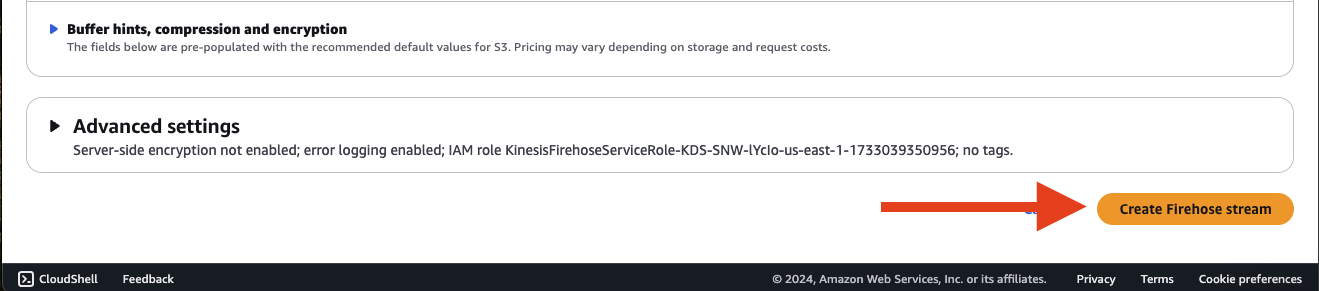 Buffer hints, compression and encryption
The fields below are pre-populated with the recommended default values for S3. Pricing may vary depending on storage and request costs.
Advanced settings
Server-side encryption not enabled; error logging enabled; IAM role KinesisFirehoseServiceRole-KDS-SNW-lYcIo-us-east-1-1733039350956; no tags.
Create Firehose stream
CloudShell Feedback © 2024, Amazon Web Services, Inc. or its affiliates. Privacy Terms Cookie preferences